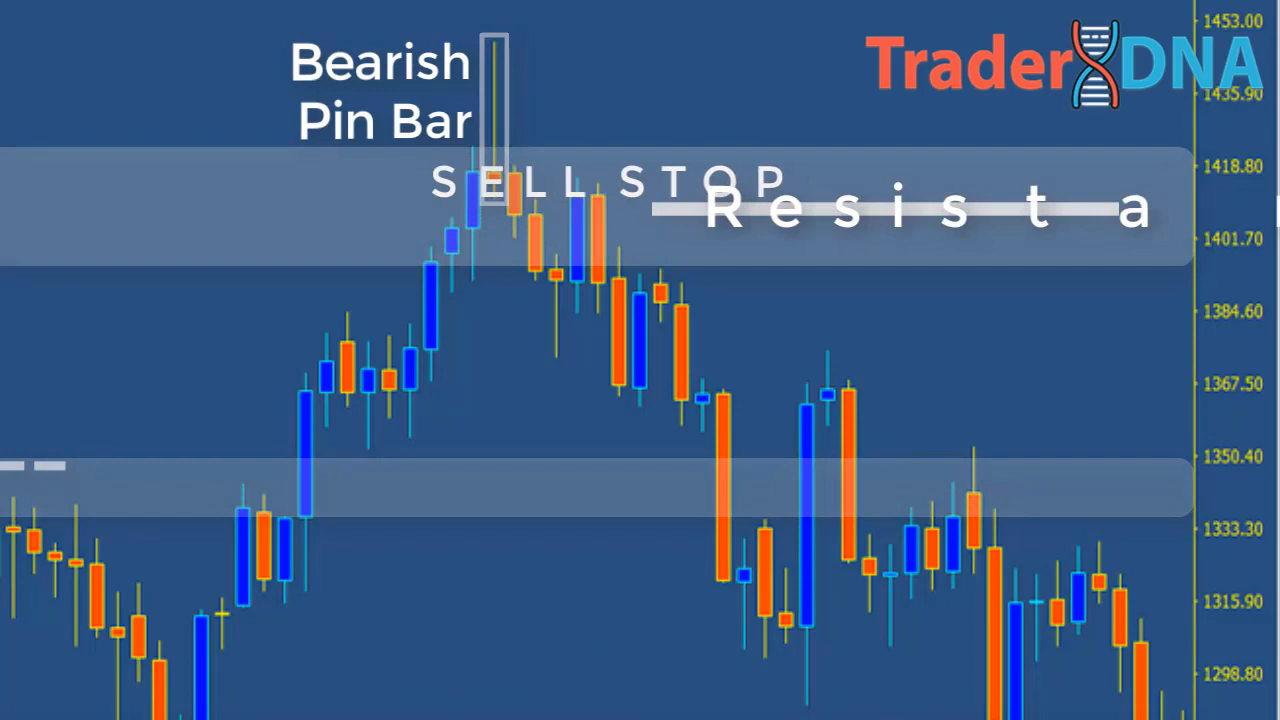 Bearish
Pin Bar
SELL STOP
Resista
TraderDNA
1453.00
1435.90
1418.80
1401.70
1384.60
1367.50
1350.40
1333.30
1315.90
1298.80